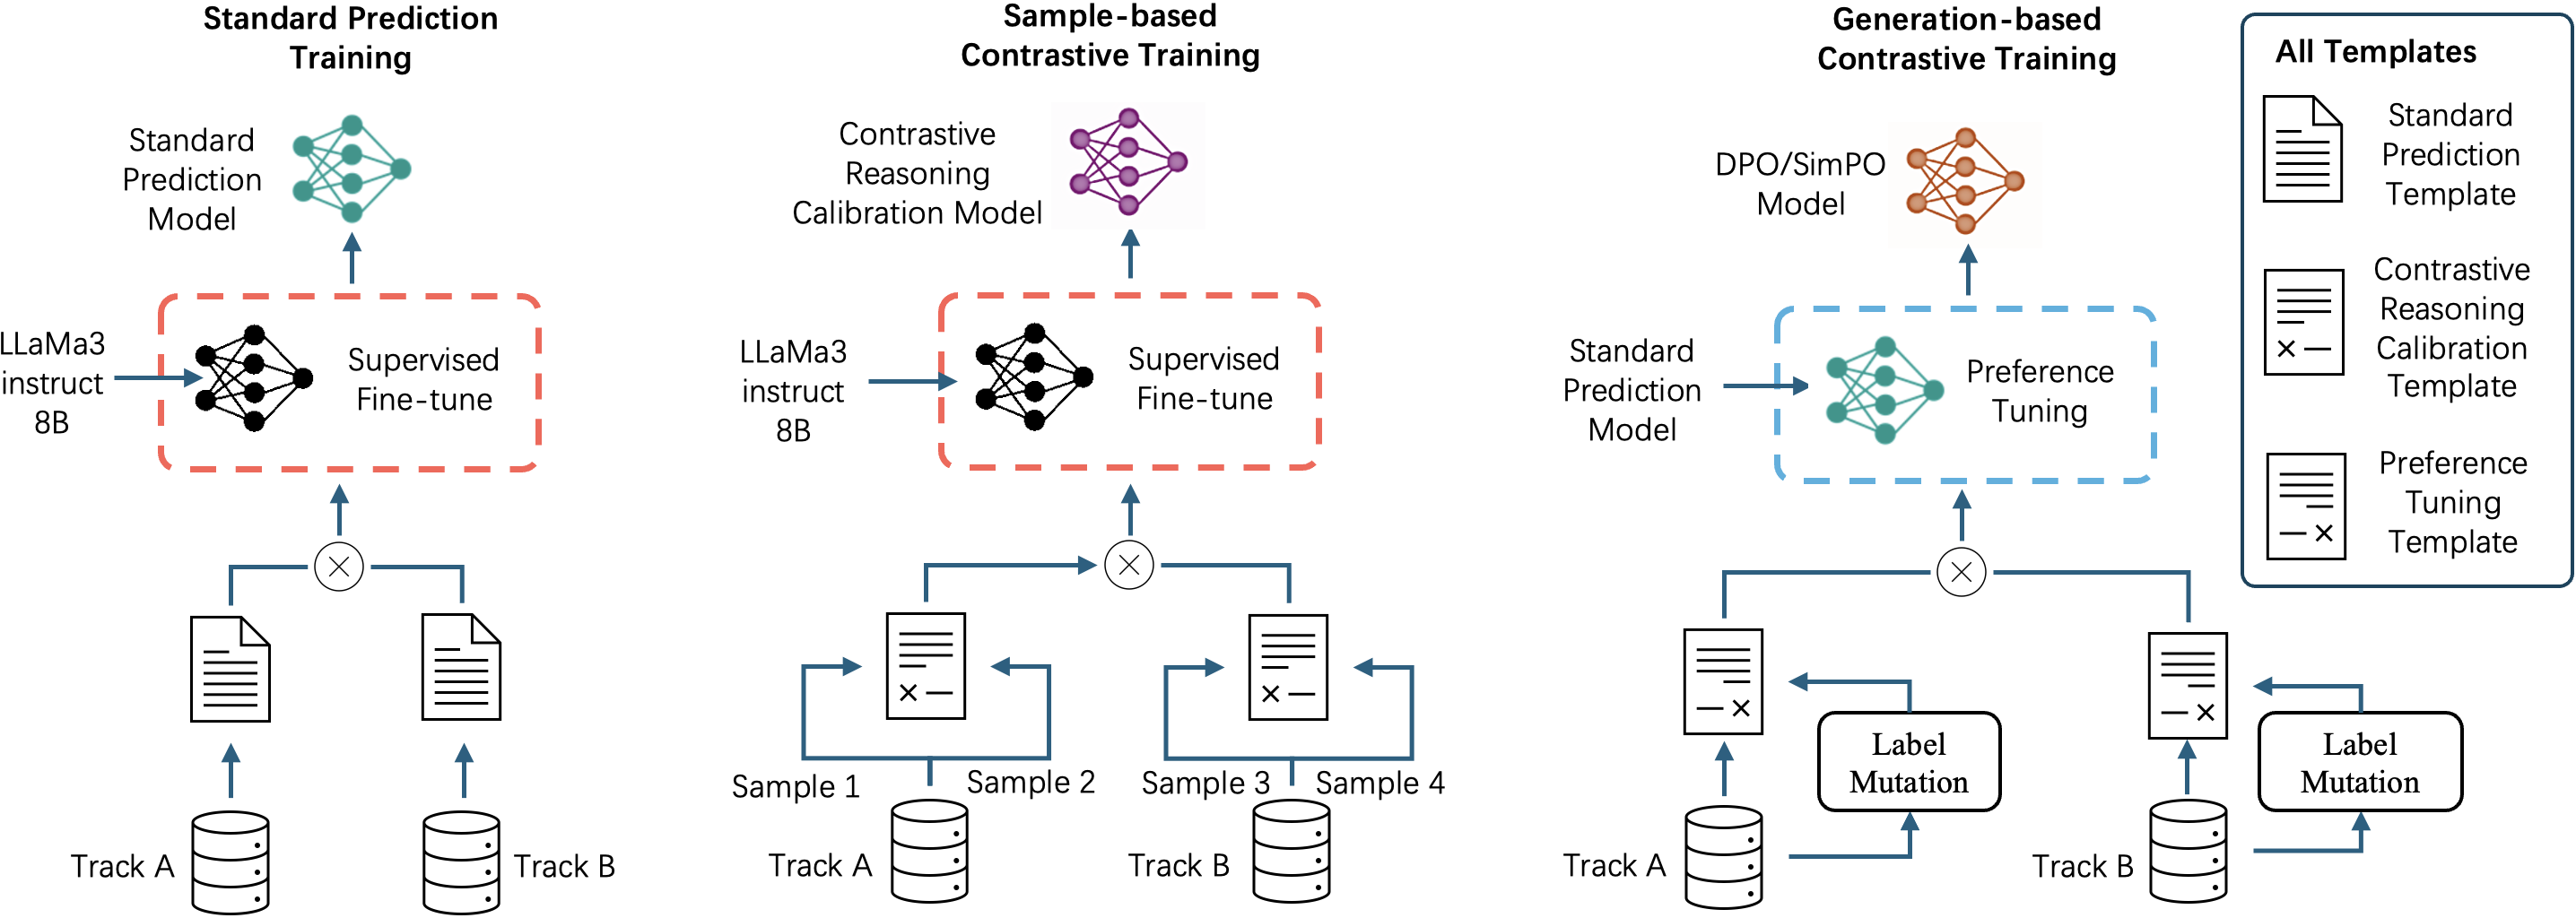 Standard Prediction
Training
Standard
Prediction
Model
LLaMa3
instruct
8B
Supervised
Fine-tune
Track A
Track B
Sample-based
Contrastive Training
Contrastive
Reasoning
Calibration Model
LLaMa3
instruct
8B
Supervised
Fine-tune
Sample 1
Sample 2
Sample 3
Sample 4
Track A
Track B
Generation-based
Contrastive Training
DPO/SimPO
Model
Standard
Prediction
Model
Preference
Tuning
Label
Mutation
Label
Mutation
Track A
Track B
All Templates
Standard
Prediction
Template
Contrastive
Reasoning
Calibration
Template
Preference
Tuning
Template